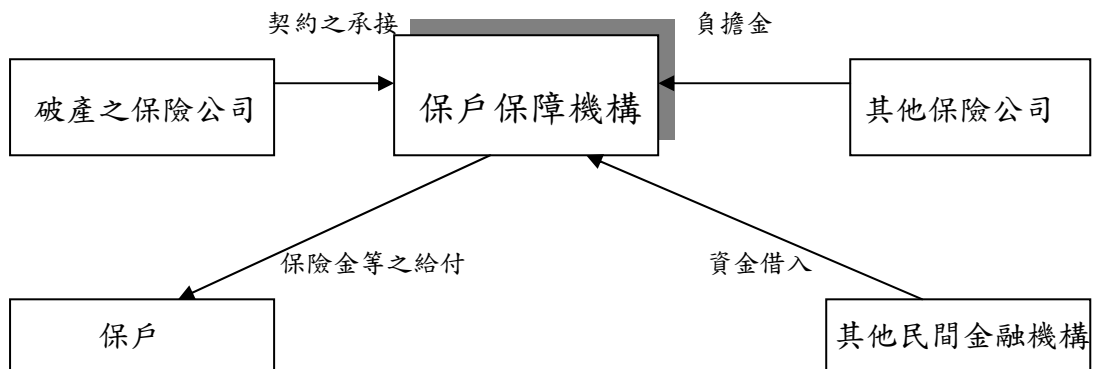 契約之承接
負擔金
破產之保險公司
保戶保障機構
其他保險公司
保險金等之給付
資金借入
保戶
其他民間金融機構